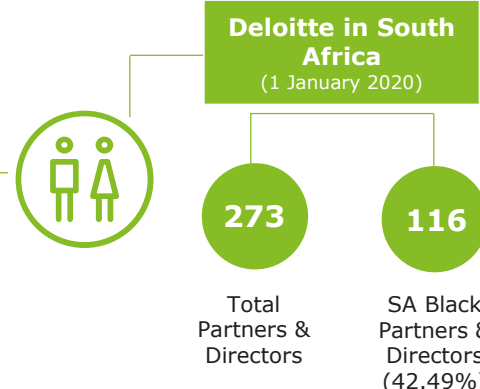 Deloitte in South
Africa
(1 January 2020)
273
116
Total
Partners &
Directors
SA Black
Partners &
Directors
(42.49%)